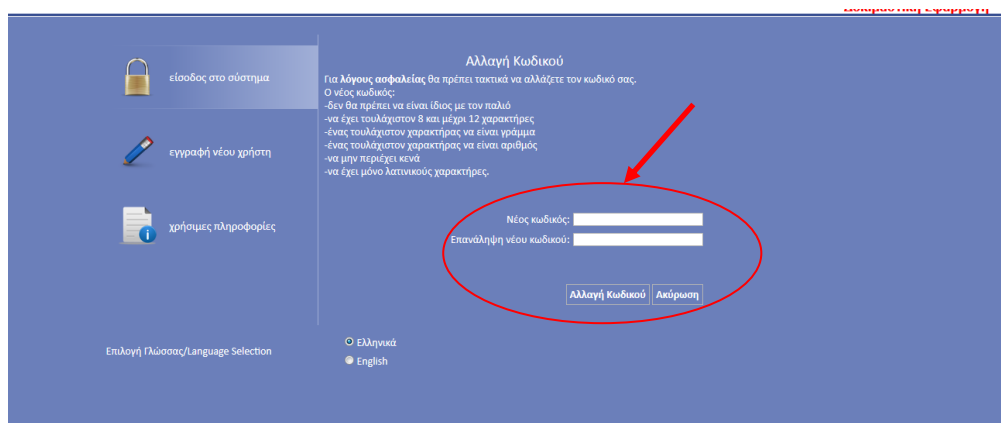 είσοδος στο σύστημα
εγγραφή νέου χρήστη
χρήσιμες πληροφορίες
Αλλαγή Κωδικού
Για λόγους ασφαλείας θα πρέπει τακτικά να αλλάζετε τον κωδικό σας.
Ο νέος κωδικός:
-δεν θα πρέπει να είναι ίδιος με τον παλιό
-να έχει τουλάχιστον 8 και μέχρι 12 χαρακτήρες
-ένας τουλάχιστον χαρακτήρας να είναι γράμμα
-ένας τουλάχιστον χαρακτήρας να είναι αριθμός
-να μην περιέχει κενά
-να έχει μόνο λατινικούς χαρακτήρες.
Νέος κωδικός:
Επανάληψη νέου κωδικού:
Αλλαγή Κωδικού Ακύρωση
Επιλογή Γλώσσας/Language Selection
Ελληνικά
English